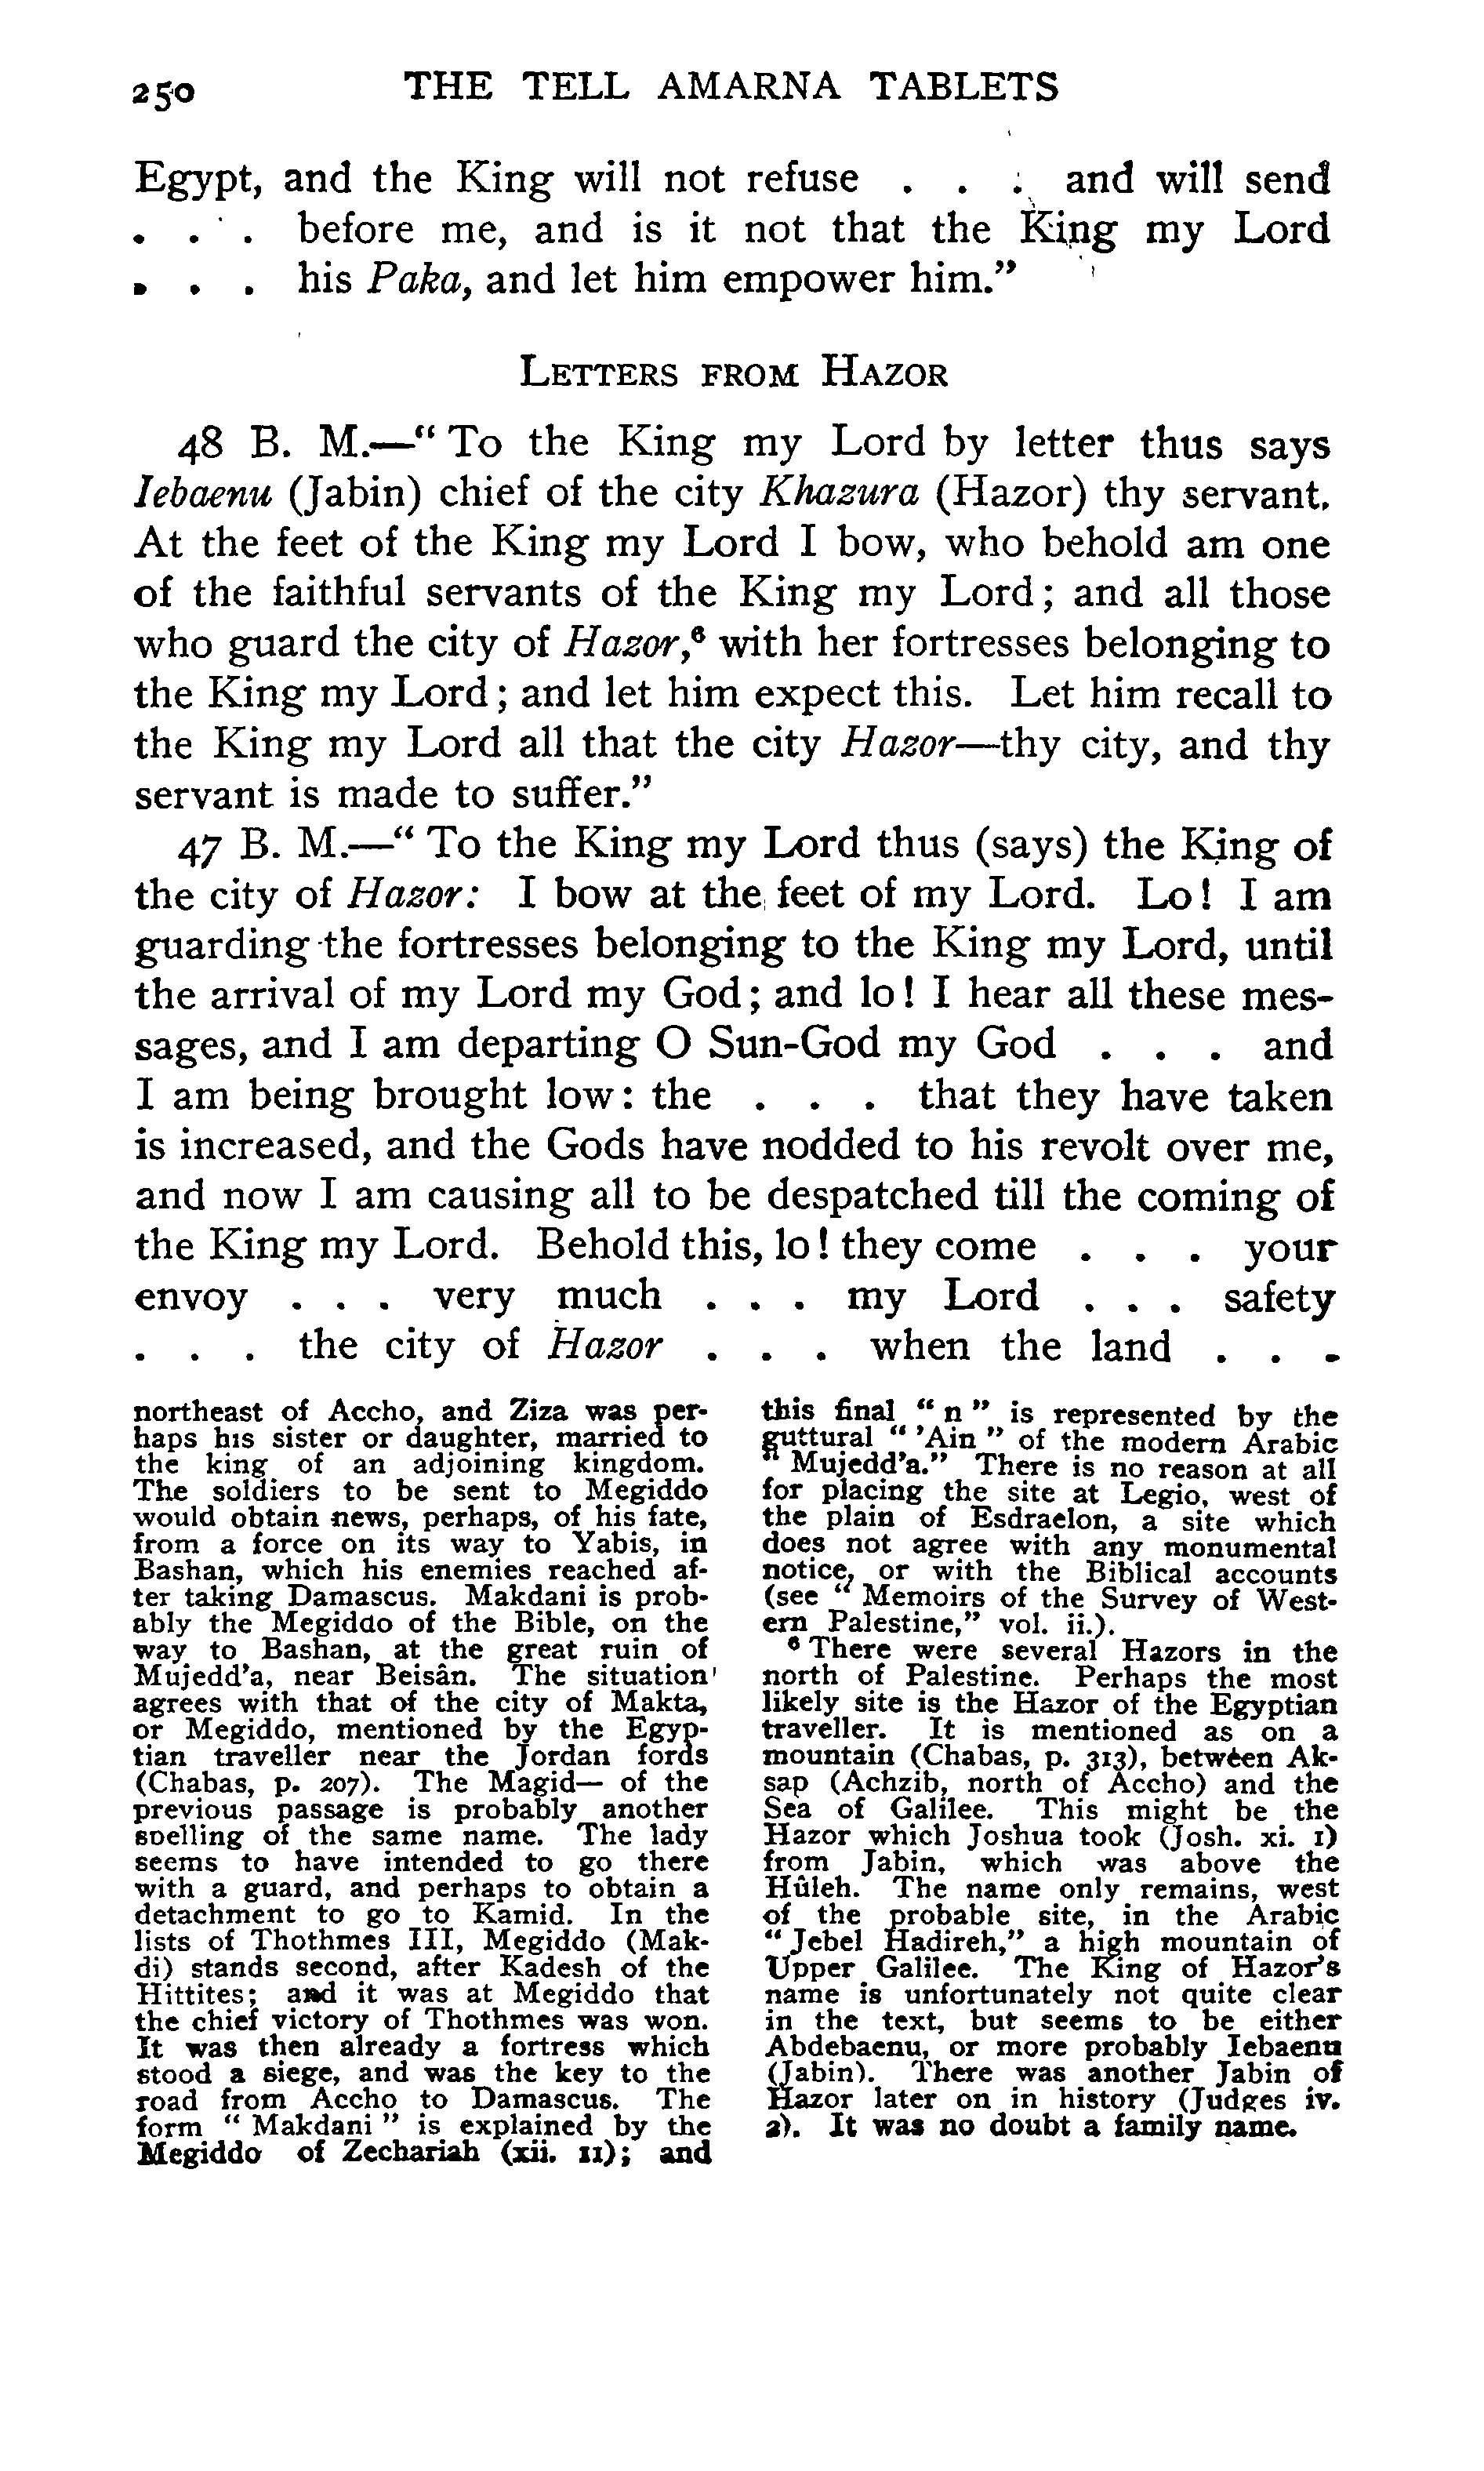 250 THE TELL AMARNA TABLETS
Egypt, and the King will not refuse . . . and will send
. . . before me, and is it not that the King my Lord
. . . his Paka, and let him empower him.”
LETTERS FROM HAZOR
48 B. M.—“ To the King my Lord by letter thus says
Iebaenu (Jabin) chief of the city Khazura (Hazor) thy servant.
At the feet of the King my Lord I bow, who behold am one
of the faithful servants of the King my Lord; and all those
who guard the city of Hazor,⁶ with her fortresses belonging to
the King my Lord; and let him expect this. Let him recall to
the King my Lord all that the city Hazor—thy city, and thy
servant is made to suffer.”
47 B. M.—“ To the King my Lord thus (says) the King of
the city of Hazor: I bow at the feet of my Lord. Lo! I am
guarding the fortresses belonging to the King my Lord, until
the arrival of my Lord my God; and lo! I hear all these mes-
sages, and I am departing O Sun-God my God . . . and
I am being brought low: the . . . that they have taken
is increased, and the Gods have nodded to his revolt over me,
and now I am causing all to be despatched till the coming of
the King my Lord. Behold this, lo! they come . . . your
envoy . . . very much . . . my Lord . . . safety
. . . the city of Hazor . . . when the land . . .
northeast of Accho, and Ziza was per-
haps his sister or daughter, married to
the king of an adjoining kingdom.
The soldiers to be sent to Megiddo
would obtain news, perhaps, of his fate,
from a force on its way to Yabis, in
Bashan, which his enemies reached af-
ter taking Damascus. Makdani is prob-
ably the Megiddo of the Bible, on the
way to Bashan, at the great ruin of
Mujedd’a, near Beisân. The situation
agrees with that of the city of Makta,
or Megiddo, mentioned by the Egyp-
tian traveller near the Jordan fords
(Chabas, p. 207). The Magid— of the
previous passage is probably another
spelling of the same name. The lady
seems to have intended to go there
with a guard, and perhaps to obtain a
detachment to go to Kamid. In the
lists of Thothmes III, Megiddo (Mak-
di) stands second, after Kadesh of the
Hittites; and it was at Megiddo that
the chief victory of Thothmes was won.
It was then already a fortress which
stood a siege, and was the key to the
road from Accho to Damascus. The
form “ Makdani ” is explained by the
Megiddo of Zechariah (xii. 11); and
this final “ n ” is represented by the
guttural “ ’Ain ” of the modern Arabic
“ Mujedd’a.” There is no reason at all
for placing the site at Legio, west of
the plain of Esdraelon, a site which
does not agree with any monumental
notice, or with the Biblical accounts
(see “ Memoirs of the Survey of West-
ern Palestine,” vol. ii.).
⁶ There were several Hazors in the
north of Palestine. Perhaps the most
likely site is the Hazor of the Egyptian
traveller. It is mentioned as on a
mountain (Chabas, p. 313), between Ak-
sap (Achzib, north of Accho) and the
Sea of Galilee. This might be the
Hazor which Joshua took (Josh. xi. 1)
from Jabin, which was above the
Hûleh. The name only remains, west
of the probable site, in the Arabic
“ Jebel Hadireh,” a high mountain of
Upper Galilee. The King of Hazor’s
name is unfortunately not quite clear
in the text, but seems to be either
Abdebaenu, or more probably Iebaenu
(Jabin). There was another Jabin of
Hazor later on in history (Judges iv.
2). It was no doubt a family name.